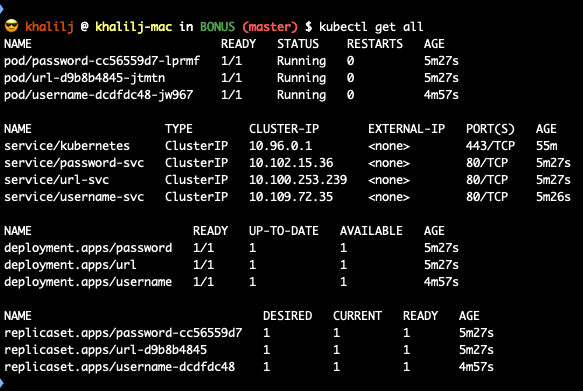 😎 khalilj @ khalilj-mac in BONUS (master) $ kubectl get all
NAME                          READY   STATUS    RESTARTS   AGE
pod/password-cc56559d7-lprmf   1/1     Running   0          5m27s
pod/url-d9b8b4845-jtmtn        1/1     Running   0          5m27s
pod/username-dcdfdc48-jw967    1/1     Running   0          4m57s

NAME                   TYPE        CLUSTER-IP       EXTERNAL-IP   PORT(S)   AGE
service/kubernetes     ClusterIP   10.96.0.1        <none>        443/TCP   55m
service/password-svc   ClusterIP   10.102.15.36     <none>        80/TCP    5m27s
service/url-svc        ClusterIP   10.100.253.239   <none>        80/TCP    5m27s
service/username-svc   ClusterIP   10.109.72.35     <none>        80/TCP    5m26s

NAME                       READY   UP-TO-DATE   AVAILABLE   AGE
deployment.apps/password   1/1     1            1           5m27s
deployment.apps/url        1/1     1            1           5m27s
deployment.apps/username   1/1     1            1           4m57s

NAME                                 DESIRED   CURRENT   READY   AGE
replicaset.apps/password-cc56559d7   1         1         1       5m27s
replicaset.apps/url-d9b8b4845        1         1         1       5m27s
replicaset.apps/username-dcdfdc48    1         1         1       4m57s